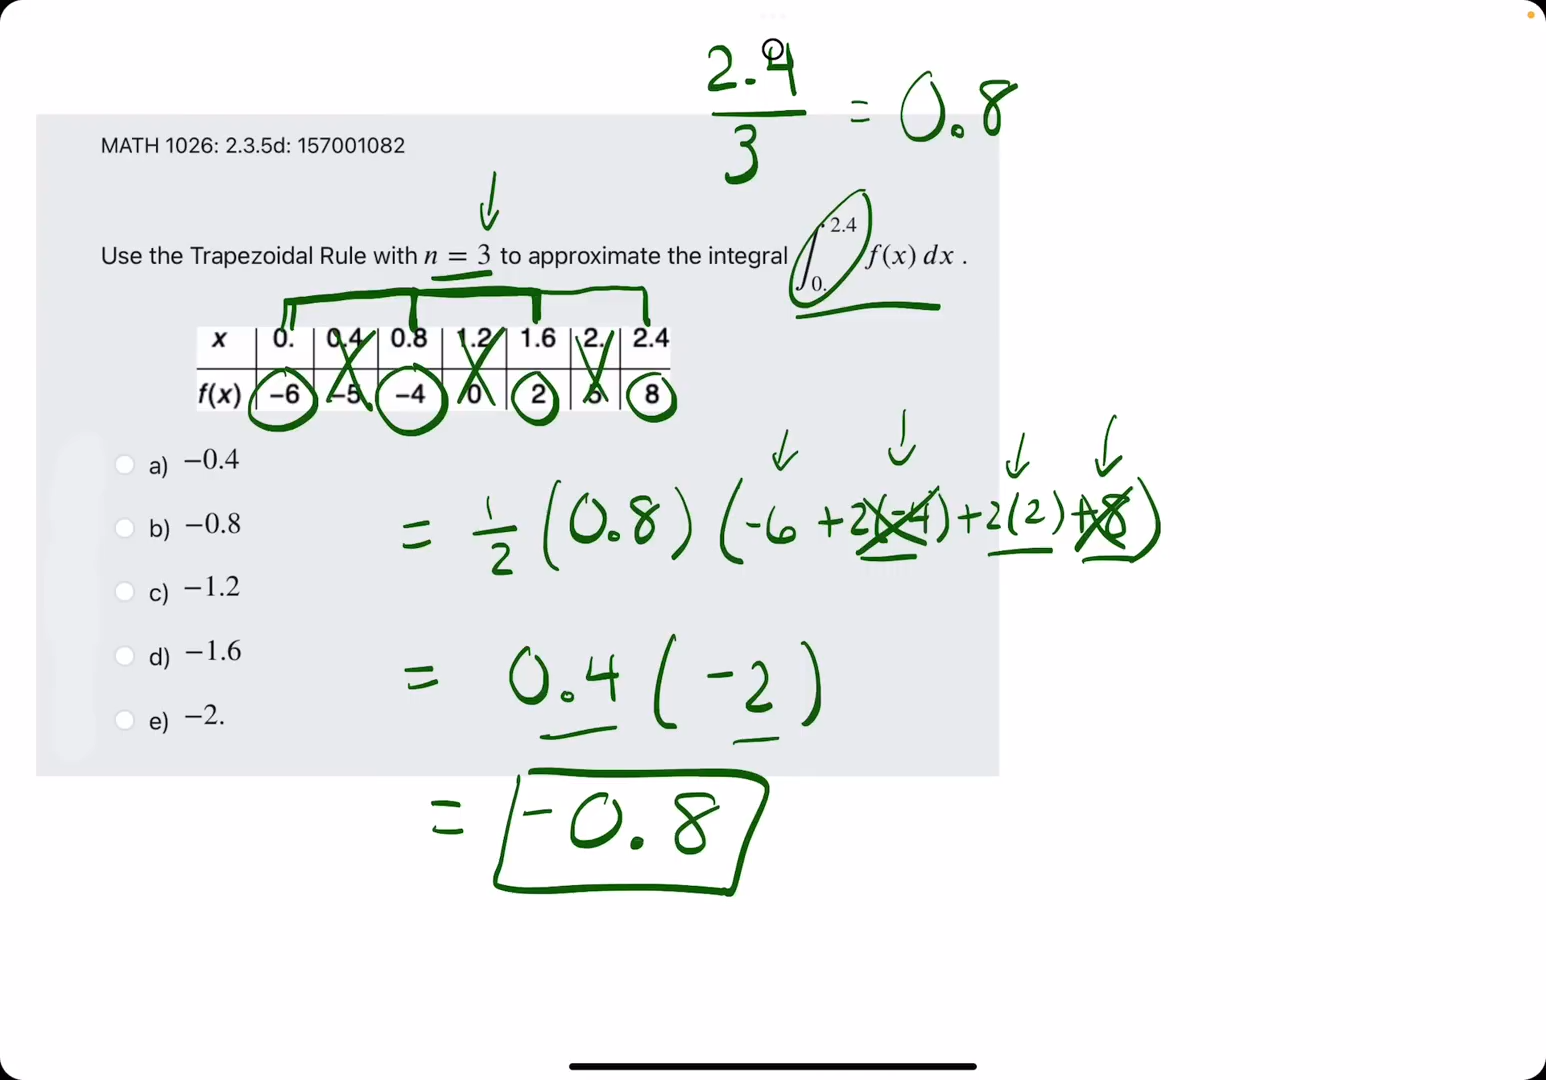 2.4
3
= 0.8
MATH 1026: 2.3.5d: 157001082
Use the Trapezoidal Rule with n = 3 to approximate the integral ∫₀.^2.4 f(x) dx .
x 0. 0.4 0.8 1.2 1.6 2. 2.4
f(x) −6 −5 −4 0 2 8
a) −0.4
b) −0.8
c) −1.2
d) −1.6
e) −2.
= 1/2 (0.8) (-6 + 2(-4) + 2(2) + 8)
= 0.4 (-2)
= -0.8